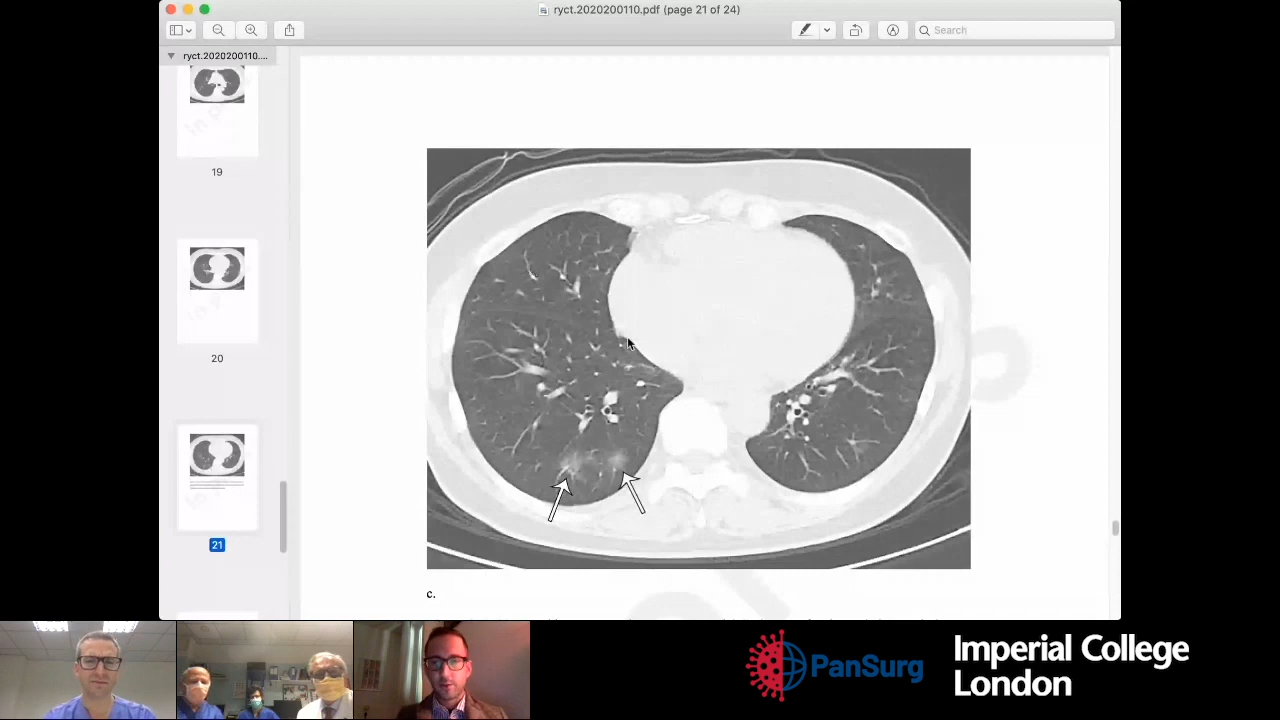 ryct.2020200110.pdf (page 21 of 24)
Search
ryct.2020200110....
19
20
21
c.
PanSurg
Imperial College
London